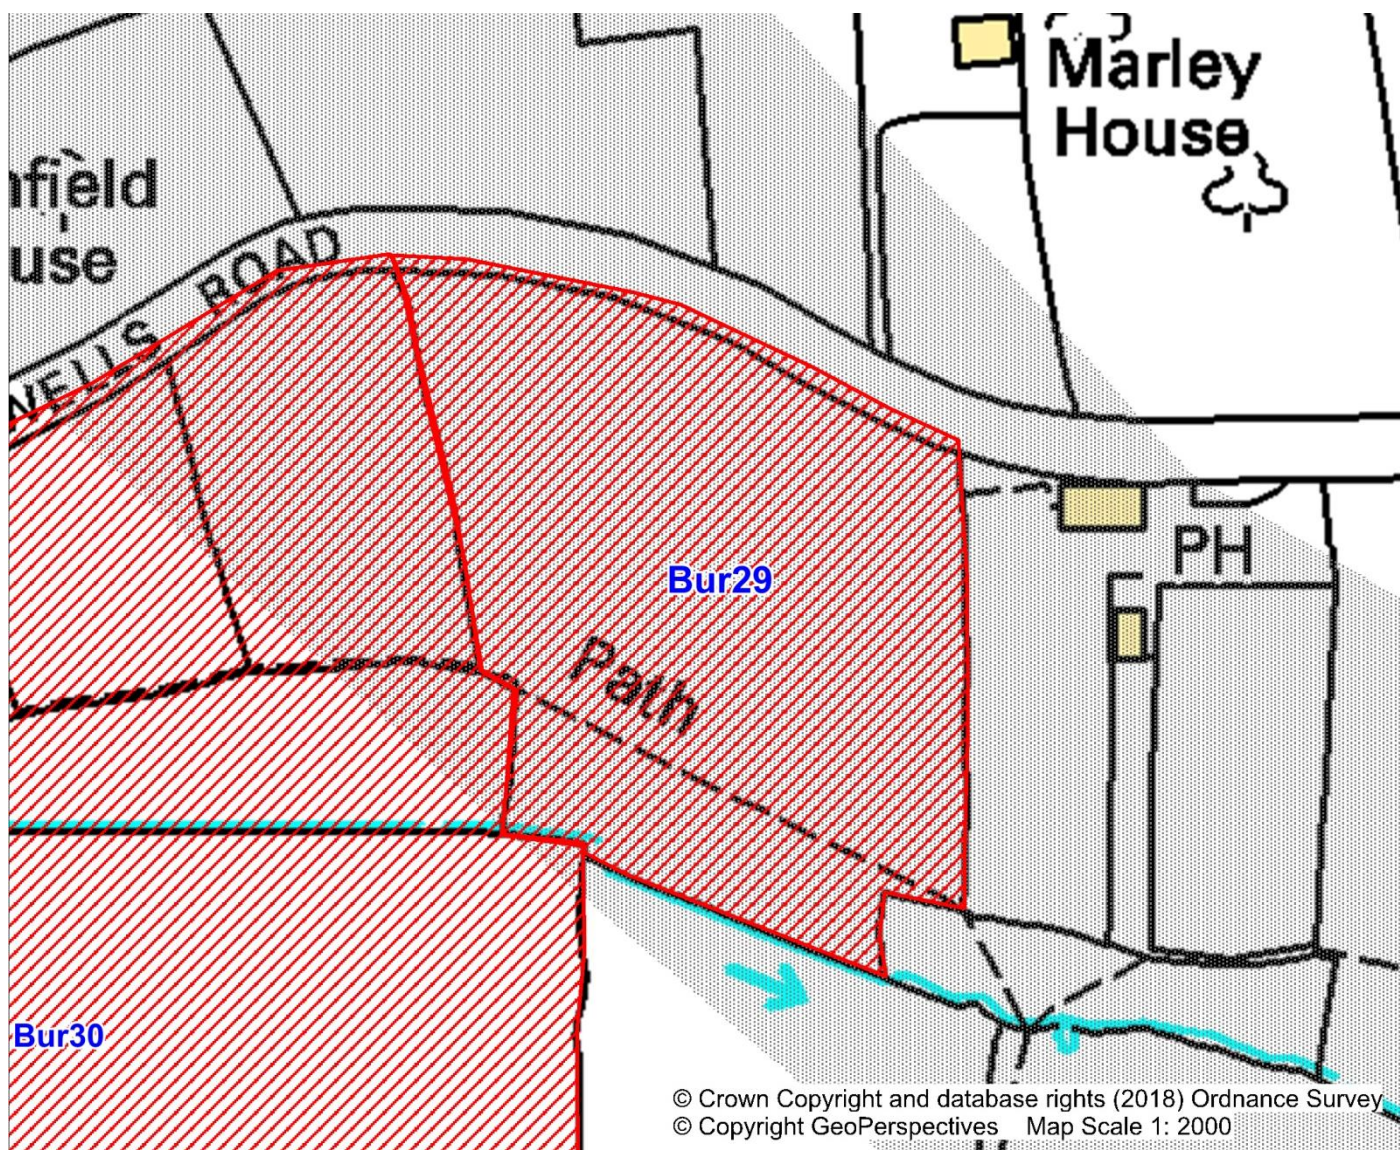 Marley
House
nfield
use
WELLS ROAD
Bur29
PH
Path
Bur30
© Crown Copyright and database rights (2018) Ordnance Survey
© Copyright GeoPerspectives Map Scale 1: 2000